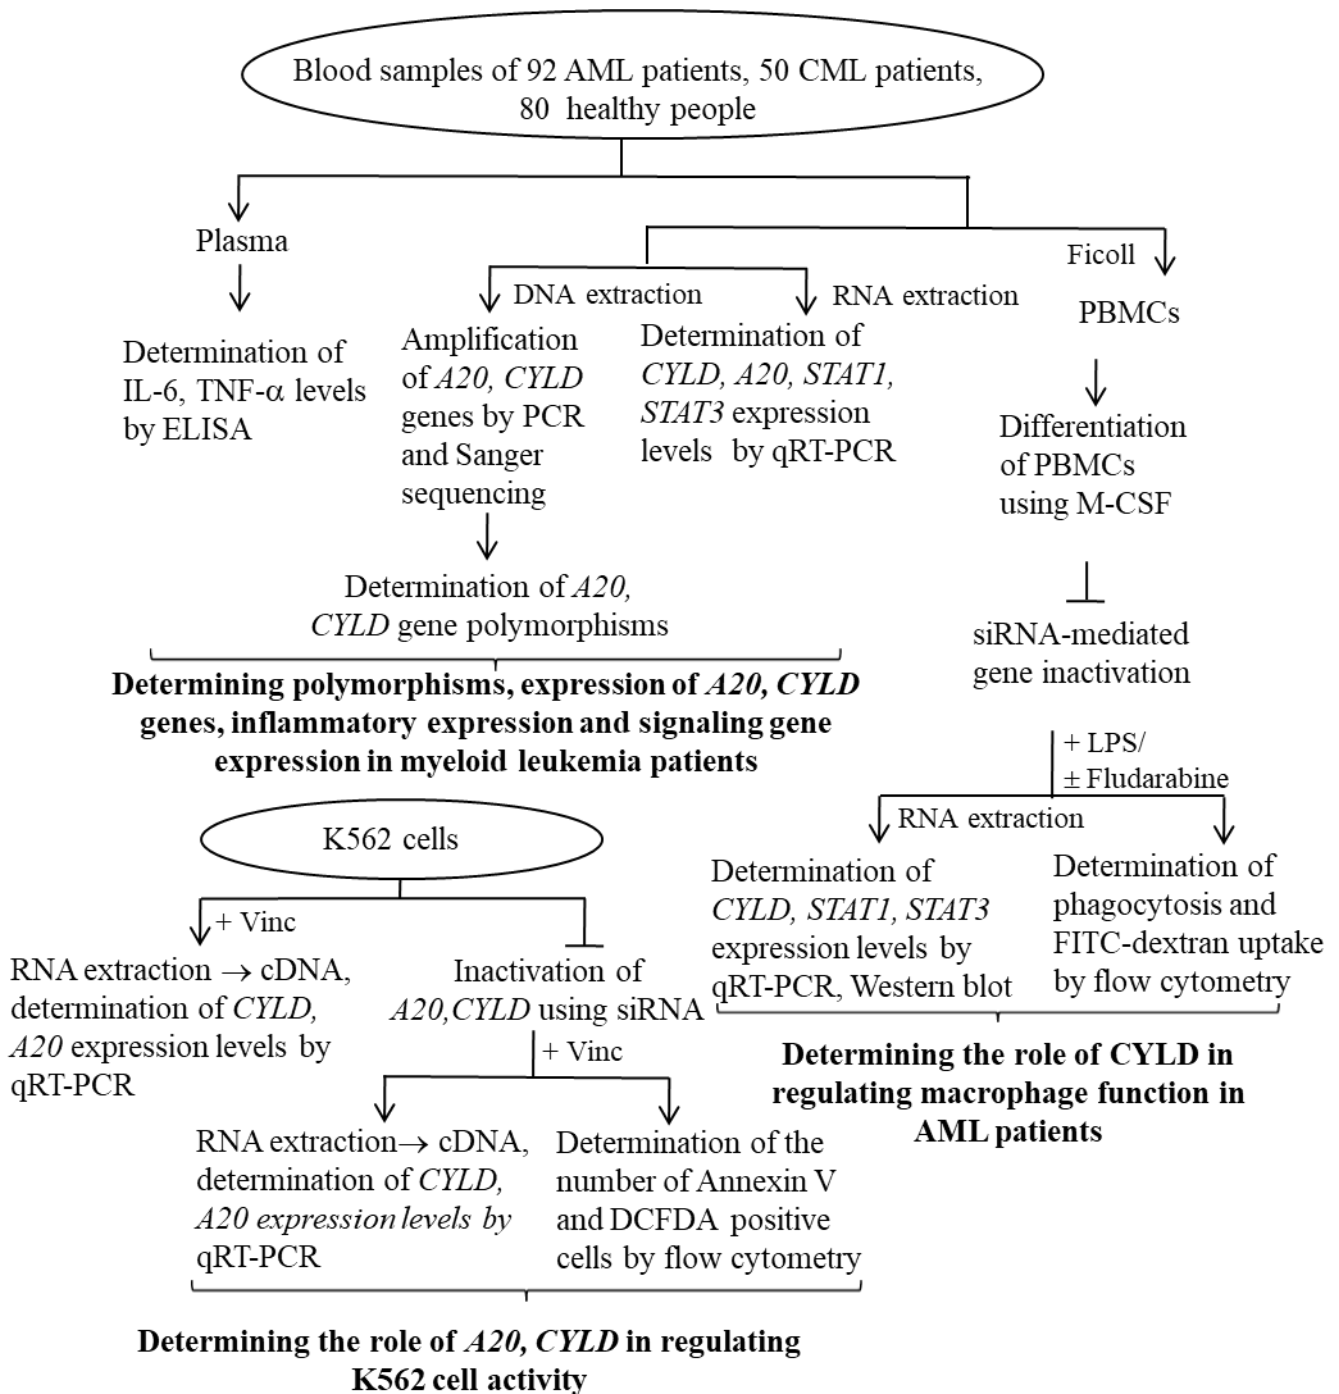 Blood samples of 92 AML patients, 50 CML patients,
80 healthy people
Plasma
Determination of
IL-6, TNF-α levels
by ELISA
DNA extraction
Amplification
of A20, CYLD
genes by PCR
and Sanger
sequencing
RNA extraction
Determination of
CYLD, A20, STAT1,
STAT3 expression
levels by qRT-PCR
Determination of A20,
CYLD gene polymorphisms
Determining polymorphisms, expression of A20, CYLD
genes, inflammatory expression and signaling gene
expression in myeloid leukemia patients
Ficoll
PBMCs
Differentiation
of PBMCs
using M-CSF
siRNA-mediated
gene inactivation
+ LPS/
± Fludarabine
RNA extraction
Determination of
CYLD, STAT1, STAT3
expression levels by
qRT-PCR, Western blot
Determination of
phagocytosis and
FITC-dextran uptake
by flow cytometry
Determining the role of CYLD in
regulating macrophage function in
AML patients
K562 cells
+ Vinc
RNA extraction → cDNA,
determination of CYLD,
A20 expression levels by
qRT-PCR
Inactivation of
A20,CYLD using siRNA
+ Vinc
RNA extraction→ cDNA,
determination of CYLD,
A20 expression levels by
qRT-PCR
Determination of the
number of Annexin V
and DCFDA positive
cells by flow cytometry
Determining the role of A20, CYLD in regulating
K562 cell activity